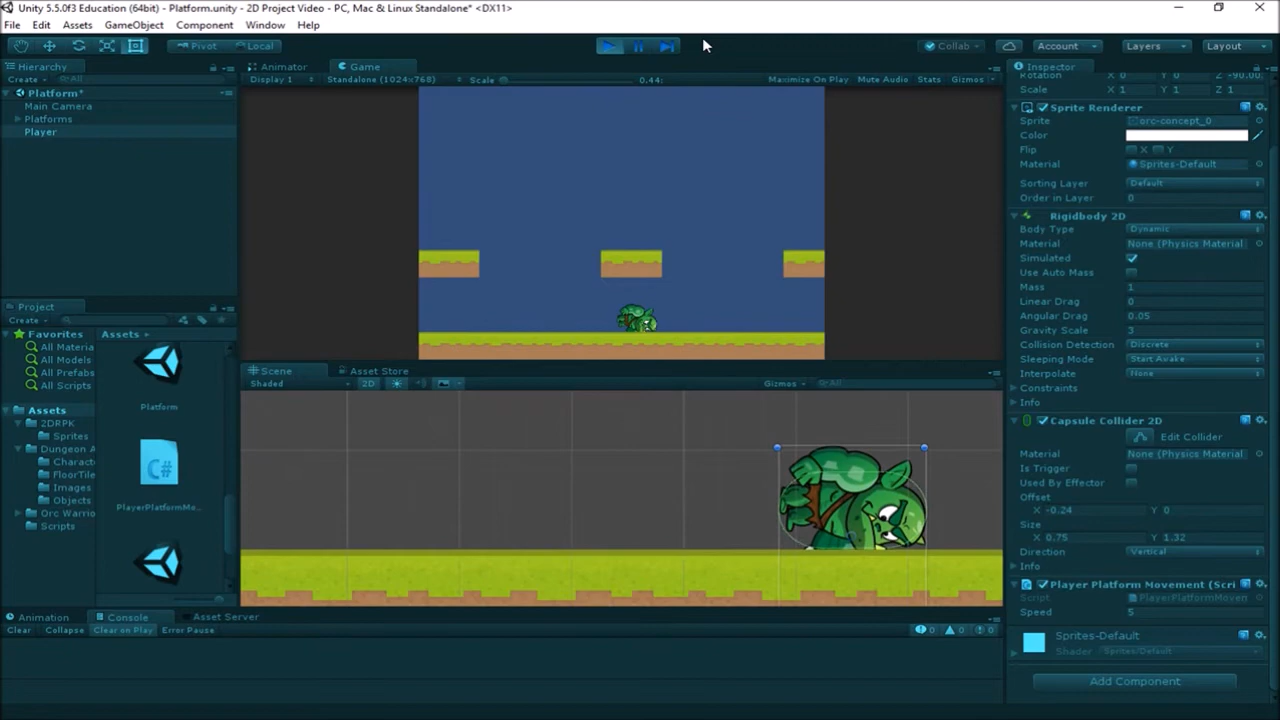 Unity 5.5.0f3 Education (64bit) - Platform.unity - 2D Project Video - PC, Mac & Linux Standalone* <DX11>
File Edit Assets GameObject Component Window Help
Pivot Local Collab Account Layers Layout
Hierarchy
Create All
Platform*
Main Camera
Platforms
Player
Project
Create
Favorites
All Materia
All Models
All Prefabs
All Scripts
Assets
2DRPK
Sprites
Dungeon A
Charact
FloorTile
Images
Objects
Orc Warrio
Scripts
Assets
Platform
PlayerPlatformMo...
Animator Game
Display 1 Standalone (1024x768) Scale 0.44: Maximize On Play Mute Audio Stats Gizmos
Scene Asset Store
Shaded 2D Gizmos All
Animation Console Asset Server
Clear Collapse Clear on Play Error Pause 0 0 0
Inspector
Rotation X 0 Y 0 Z -90.00
Scale X 1 Y 1 Z 1
Sprite Renderer
Sprite orc-concept_0
Color
Flip X Y
Material Sprites-Default
Sorting Layer Default
Order in Layer 0
Rigidbody 2D
Body Type Dynamic
Material None (Physics Material
Simulated
Use Auto Mass
Mass 1
Linear Drag 0
Angular Drag 0.05
Gravity Scale 3
Collision Detection Discrete
Sleeping Mode Start Awake
Interpolate None
Constraints
Info
Capsule Collider 2D
Edit Collider
Material None (Physics Material
Is Trigger
Used By Effector
Offset
X -0.24 Y 0
Size
X 0.75 Y 1.32
Direction Vertical
Info
Player Platform Movement (Scri
Script PlayerPlatformMoven
Speed 5
Sprites-Default
Shader Sprites/Default
Add Component